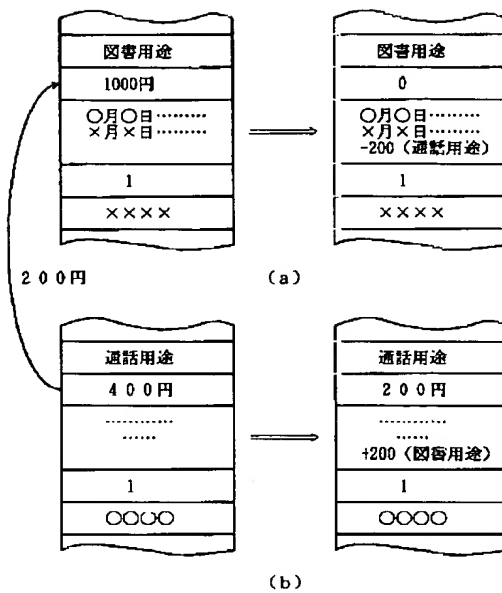 図書用途
1000円
○月○日………
×月×日………
1
××××
図書用途
0
○月○日………
×月×日………
-200(通話用途)
1
××××
(a)
200円
通話用途
400円
…………
……
1
○○○○
通話用途
200円
…………
……
+200(図書用途)
1
○○○○
(b)